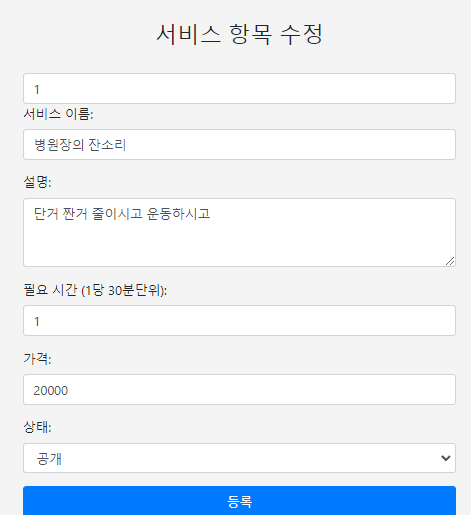 서비스 항목 수정
1
서비스 이름:
병원장의 잔소리
설명:
단거 짠거 줄이시고 운동하시고
필요 시간 (1당 30분단위):
1
가격:
20000
상태:
공개
등록